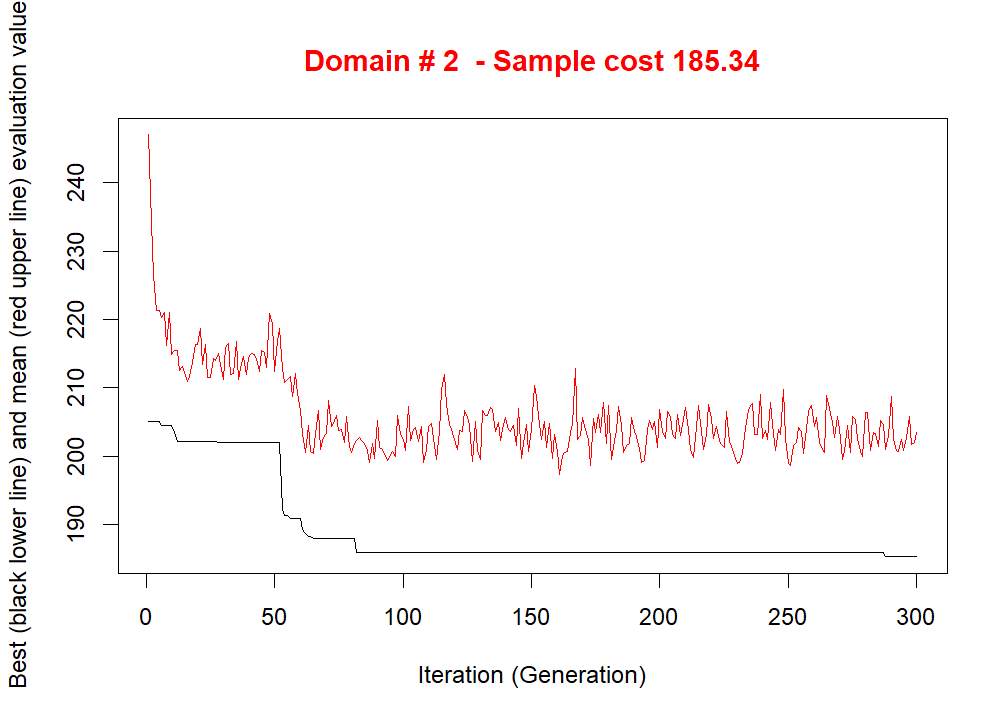 Domain # 2  - Sample cost 185.34
Best (black lower line) and mean (red upper line) evaluation value
240
230
220
210
200
190
0 50 100 150 200 250 300
Iteration (Generation)